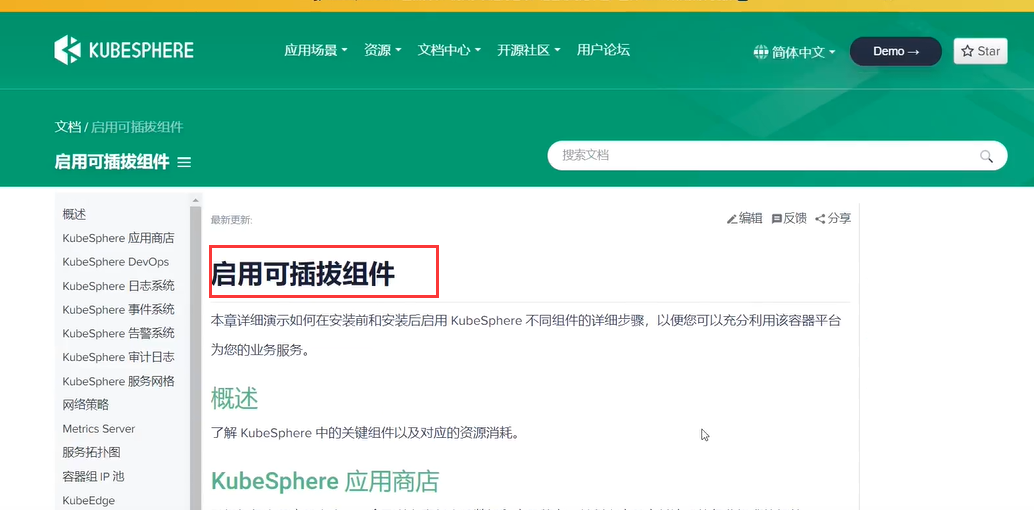 KUBESPHERE
应用场景 资源 文档中心 开源社区 用户论坛 简体中文 Demo → Star
文档 / 启用可插拔组件
启用可插拔组件
搜索文档
概述
KubeSphere 应用商店
KubeSphere DevOps
KubeSphere 日志系统
KubeSphere 事件系统
KubeSphere 告警系统
KubeSphere 审计日志
KubeSphere 服务网格
网络策略
Metrics Server
服务拓扑图
容器组 IP 池
KubeEdge
最新更新:
编辑 反馈 分享
启用可插拔组件
本章详细演示如何在安装前和安装后启用 KubeSphere 不同组件的详细步骤，以便您可以充分利用该容器平台
为您的业务服务。
概述
了解 KubeSphere 中的关键组件以及对应的资源消耗。
KubeSphere 应用商店